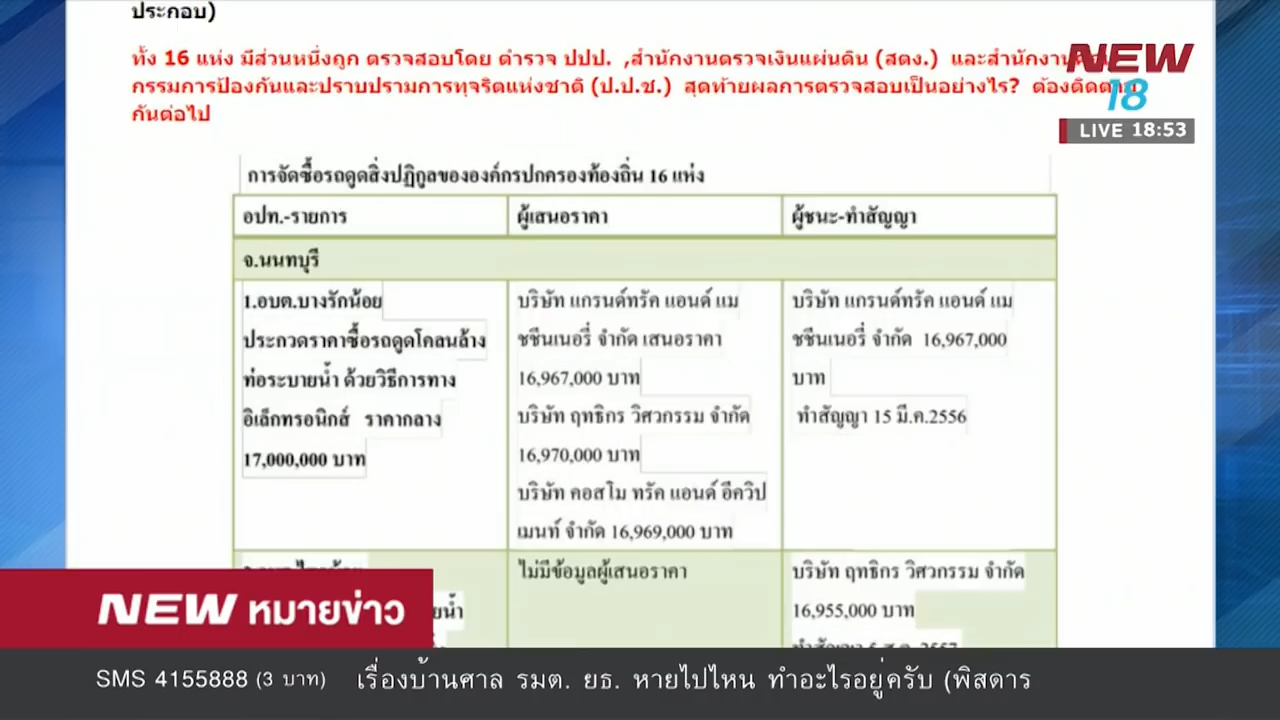 ประกอบ)
ทั้ง 16 แห่ง มีส่วนหนึ่งถูก ตรวจสอบโดย ตำรวจ ปปป. ,สำนักงานตรวจเงินแผ่นดิน (สตง.) และสำนักงาน
กรรมการป้องกันและปราบปรามการทุจริตแห่งชาติ (ป.ป.ช.) สุดท้ายผลการตรวจสอบเป็นอย่างไร? ต้องติดตาม
กันต่อไป
NEW
18
LIVE 18:53
การจัดซื้อรถดูดสิ่งปฏิกูลขององค์กรปกครองท้องถิ่น 16 แห่ง
อปท.-รายการ
ผู้เสนอราคา
ผู้ชนะ-ทำสัญญา
จ.นนทบุรี
1.อบต.บางรักน้อย
ประกวดราคาซื้อรถดูดโคลนล้าง
ท่อระบายน้ำ ด้วยวิธีการทาง
อิเล็กทรอนิกส์ ราคากลาง
17,000,000 บาท
บริษัท แกรนด์ทรัค แอนด์ แม
ชชีนเนอรี่ จำกัด เสนอราคา
16,967,000 บาท
บริษัท ฤทธิกร วิศวกรรม จำกัด
16,970,000 บาท
บริษัท คอสโม ทรัค แอนด์ อีควิป
เมนท์ จำกัด 16,969,000 บาท
บริษัท แกรนด์ทรัค แอนด์ แม
ชชีนเนอรี่ จำกัด 16,967,000
บาท
ทำสัญญา 15 มี.ค.2556
ไม่มีข้อมูลผู้เสนอราคา
บริษัท ฤทธิกร วิศวกรรม จำกัด
16,955,000 บาท
NEW หมายข่าว
SMS 4155888 (3 บาท) เรื่องบ้านศาล รมต. ยธ. หายไปไหน ทำอะไรอยู่ครับ (พิสดาร